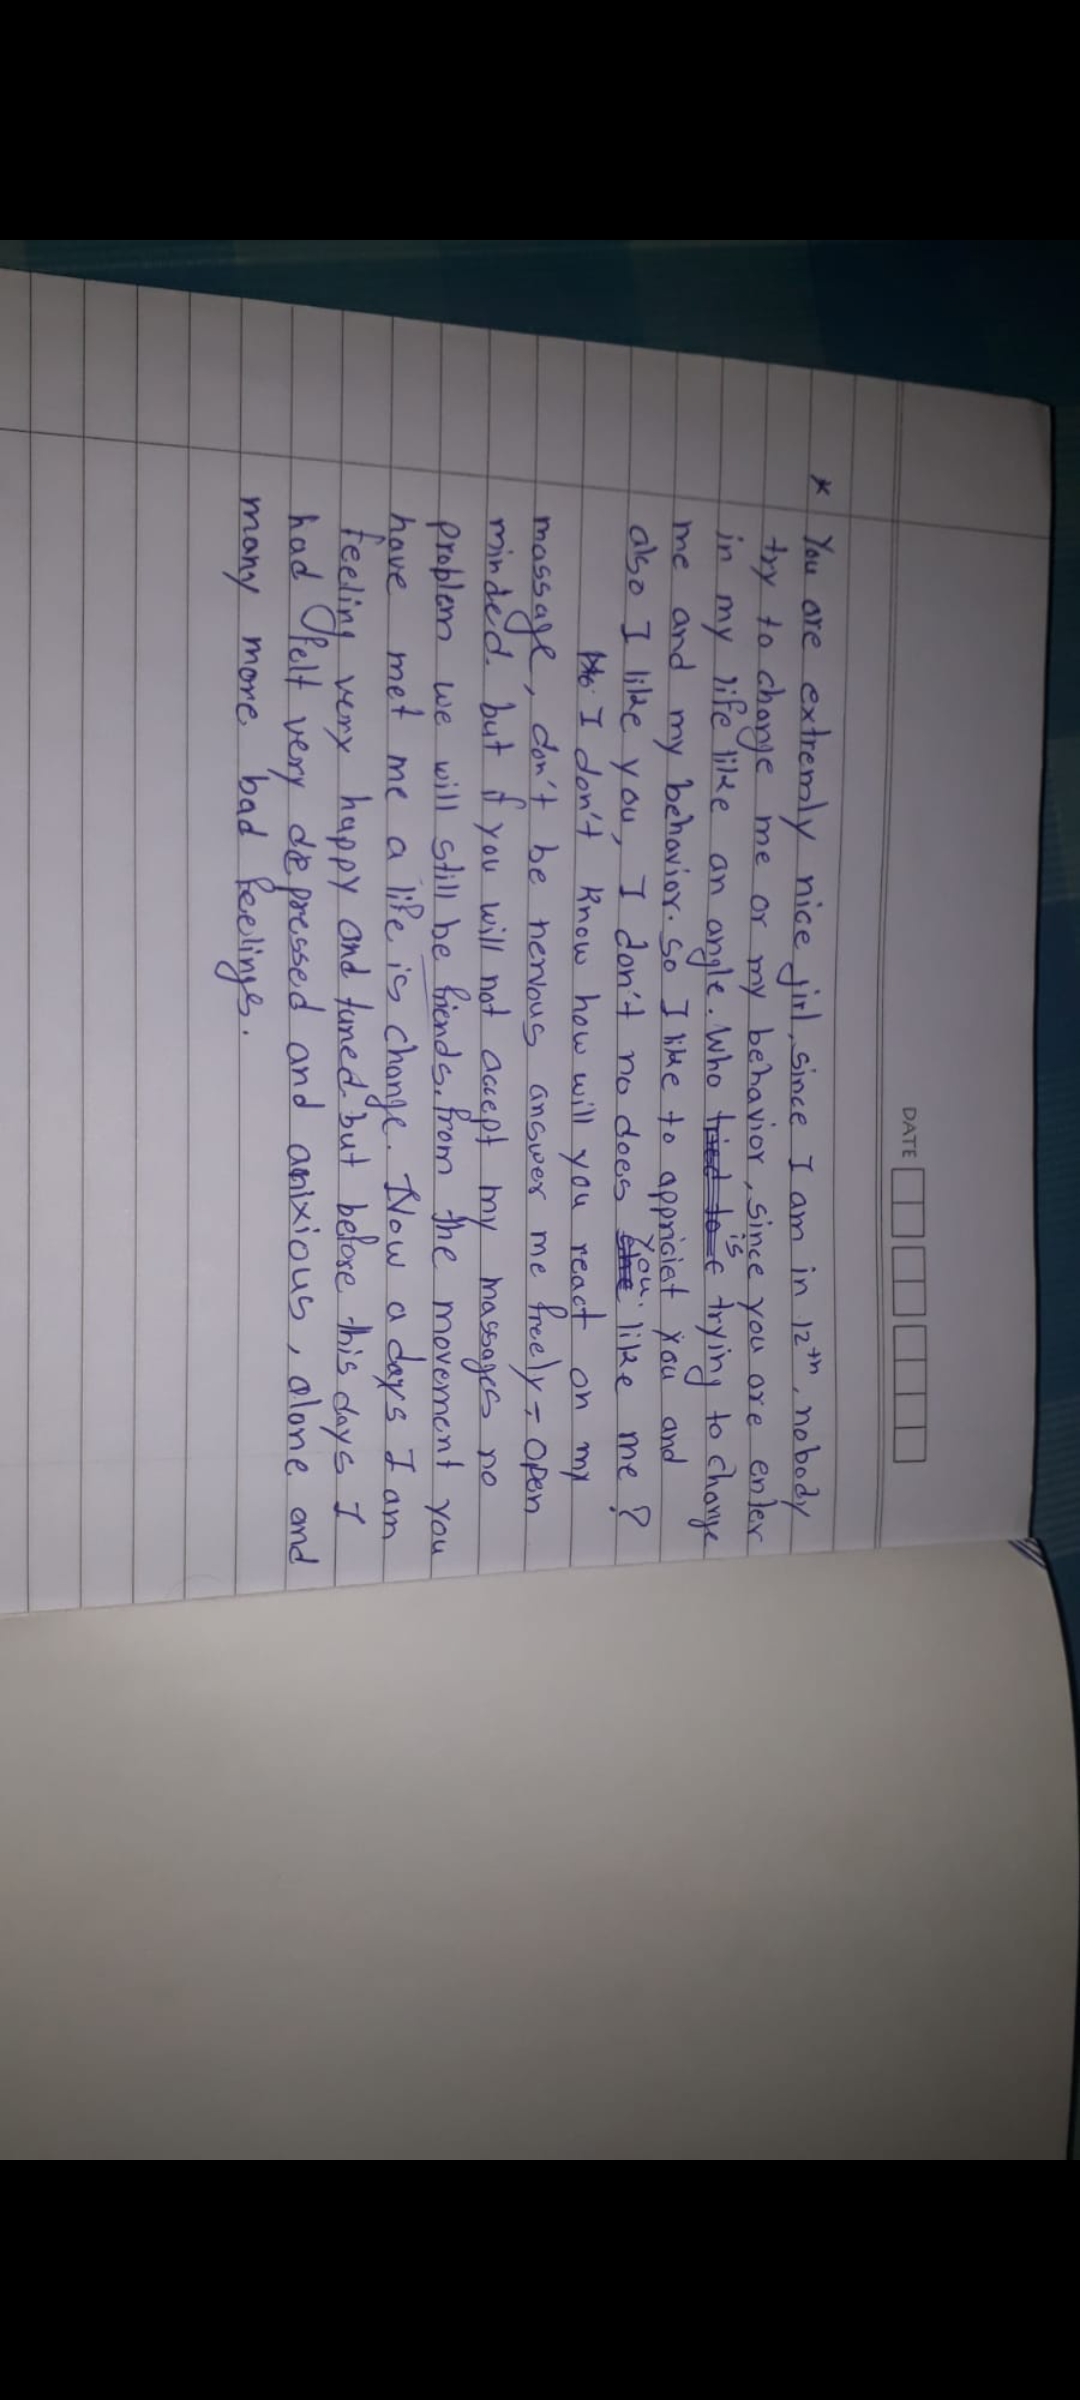 DATE
* You are extremly nice jirl, since I am in 12th, nobody
try to change me or my behavior, since you are enter
in my life like an angle. Who is trying to change
me and my behavior. So I like to appriciet you and
also I like you, I don't no does you like me?
I don't know how will you react on my
massage, don't be nervous answer me freely - open
minded. but if you will not accept my massages no
problem we will still be friends. from the movement you
have met me a life is change. Now a days I am
feeling very happy and tuned but before this days I
had felt very depressed and anixious, alone and
many more bad feelings.